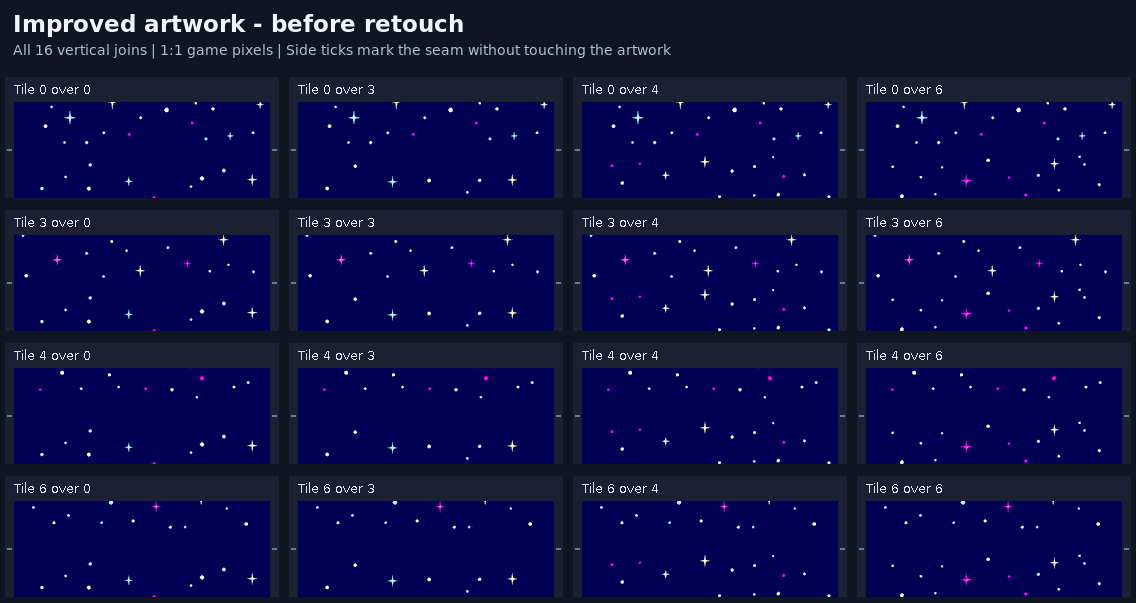 Improved artwork - before retouch
All 16 vertical joins | 1:1 game pixels | Side ticks mark the seam without touching the artwork
Tile 0 over 0
Tile 0 over 3
Tile 0 over 4
Tile 0 over 6
Tile 3 over 0
Tile 3 over 3
Tile 3 over 4
Tile 3 over 6
Tile 4 over 0
Tile 4 over 3
Tile 4 over 4
Tile 4 over 6
Tile 6 over 0
Tile 6 over 3
Tile 6 over 4
Tile 6 over 6